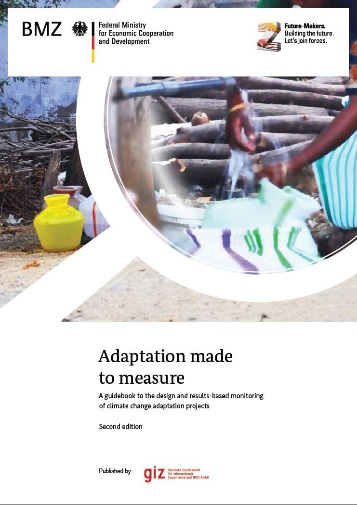 BMZ
Federal Ministry
for Economic Cooperation
and Development
Future-Makers.
Building the future.
Let's join forces.
Adaptation made
to measure
A guidebook to the design and results-based monitoring
of climate change adaptation projects
Second edition
Published by
giz
Deutsche Gesellschaft
für Internationale
Zusammenarbeit (GIZ) GmbH